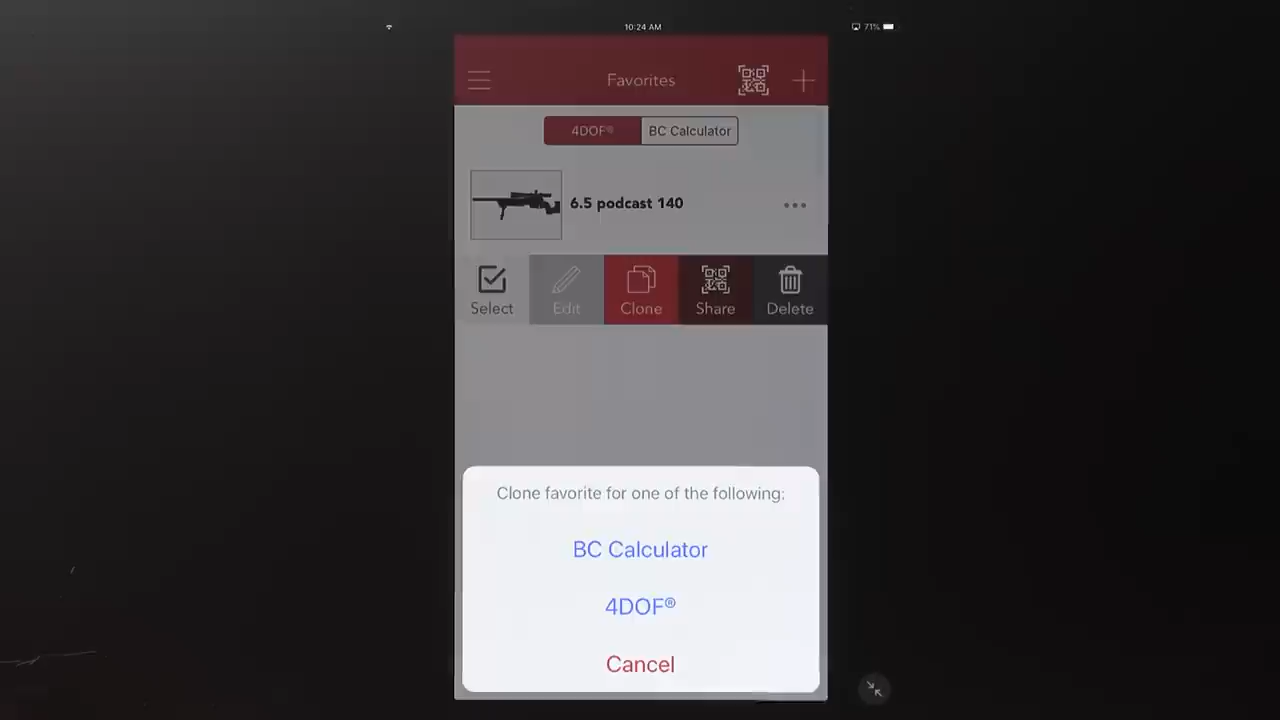 10:24 AM
71%
Favorites
4DOF®
BC Calculator
6.5 podcast 140
Select
Edit
Clone
Share
Delete
Clone favorite for one of the following:
BC Calculator
4DOF®
Cancel